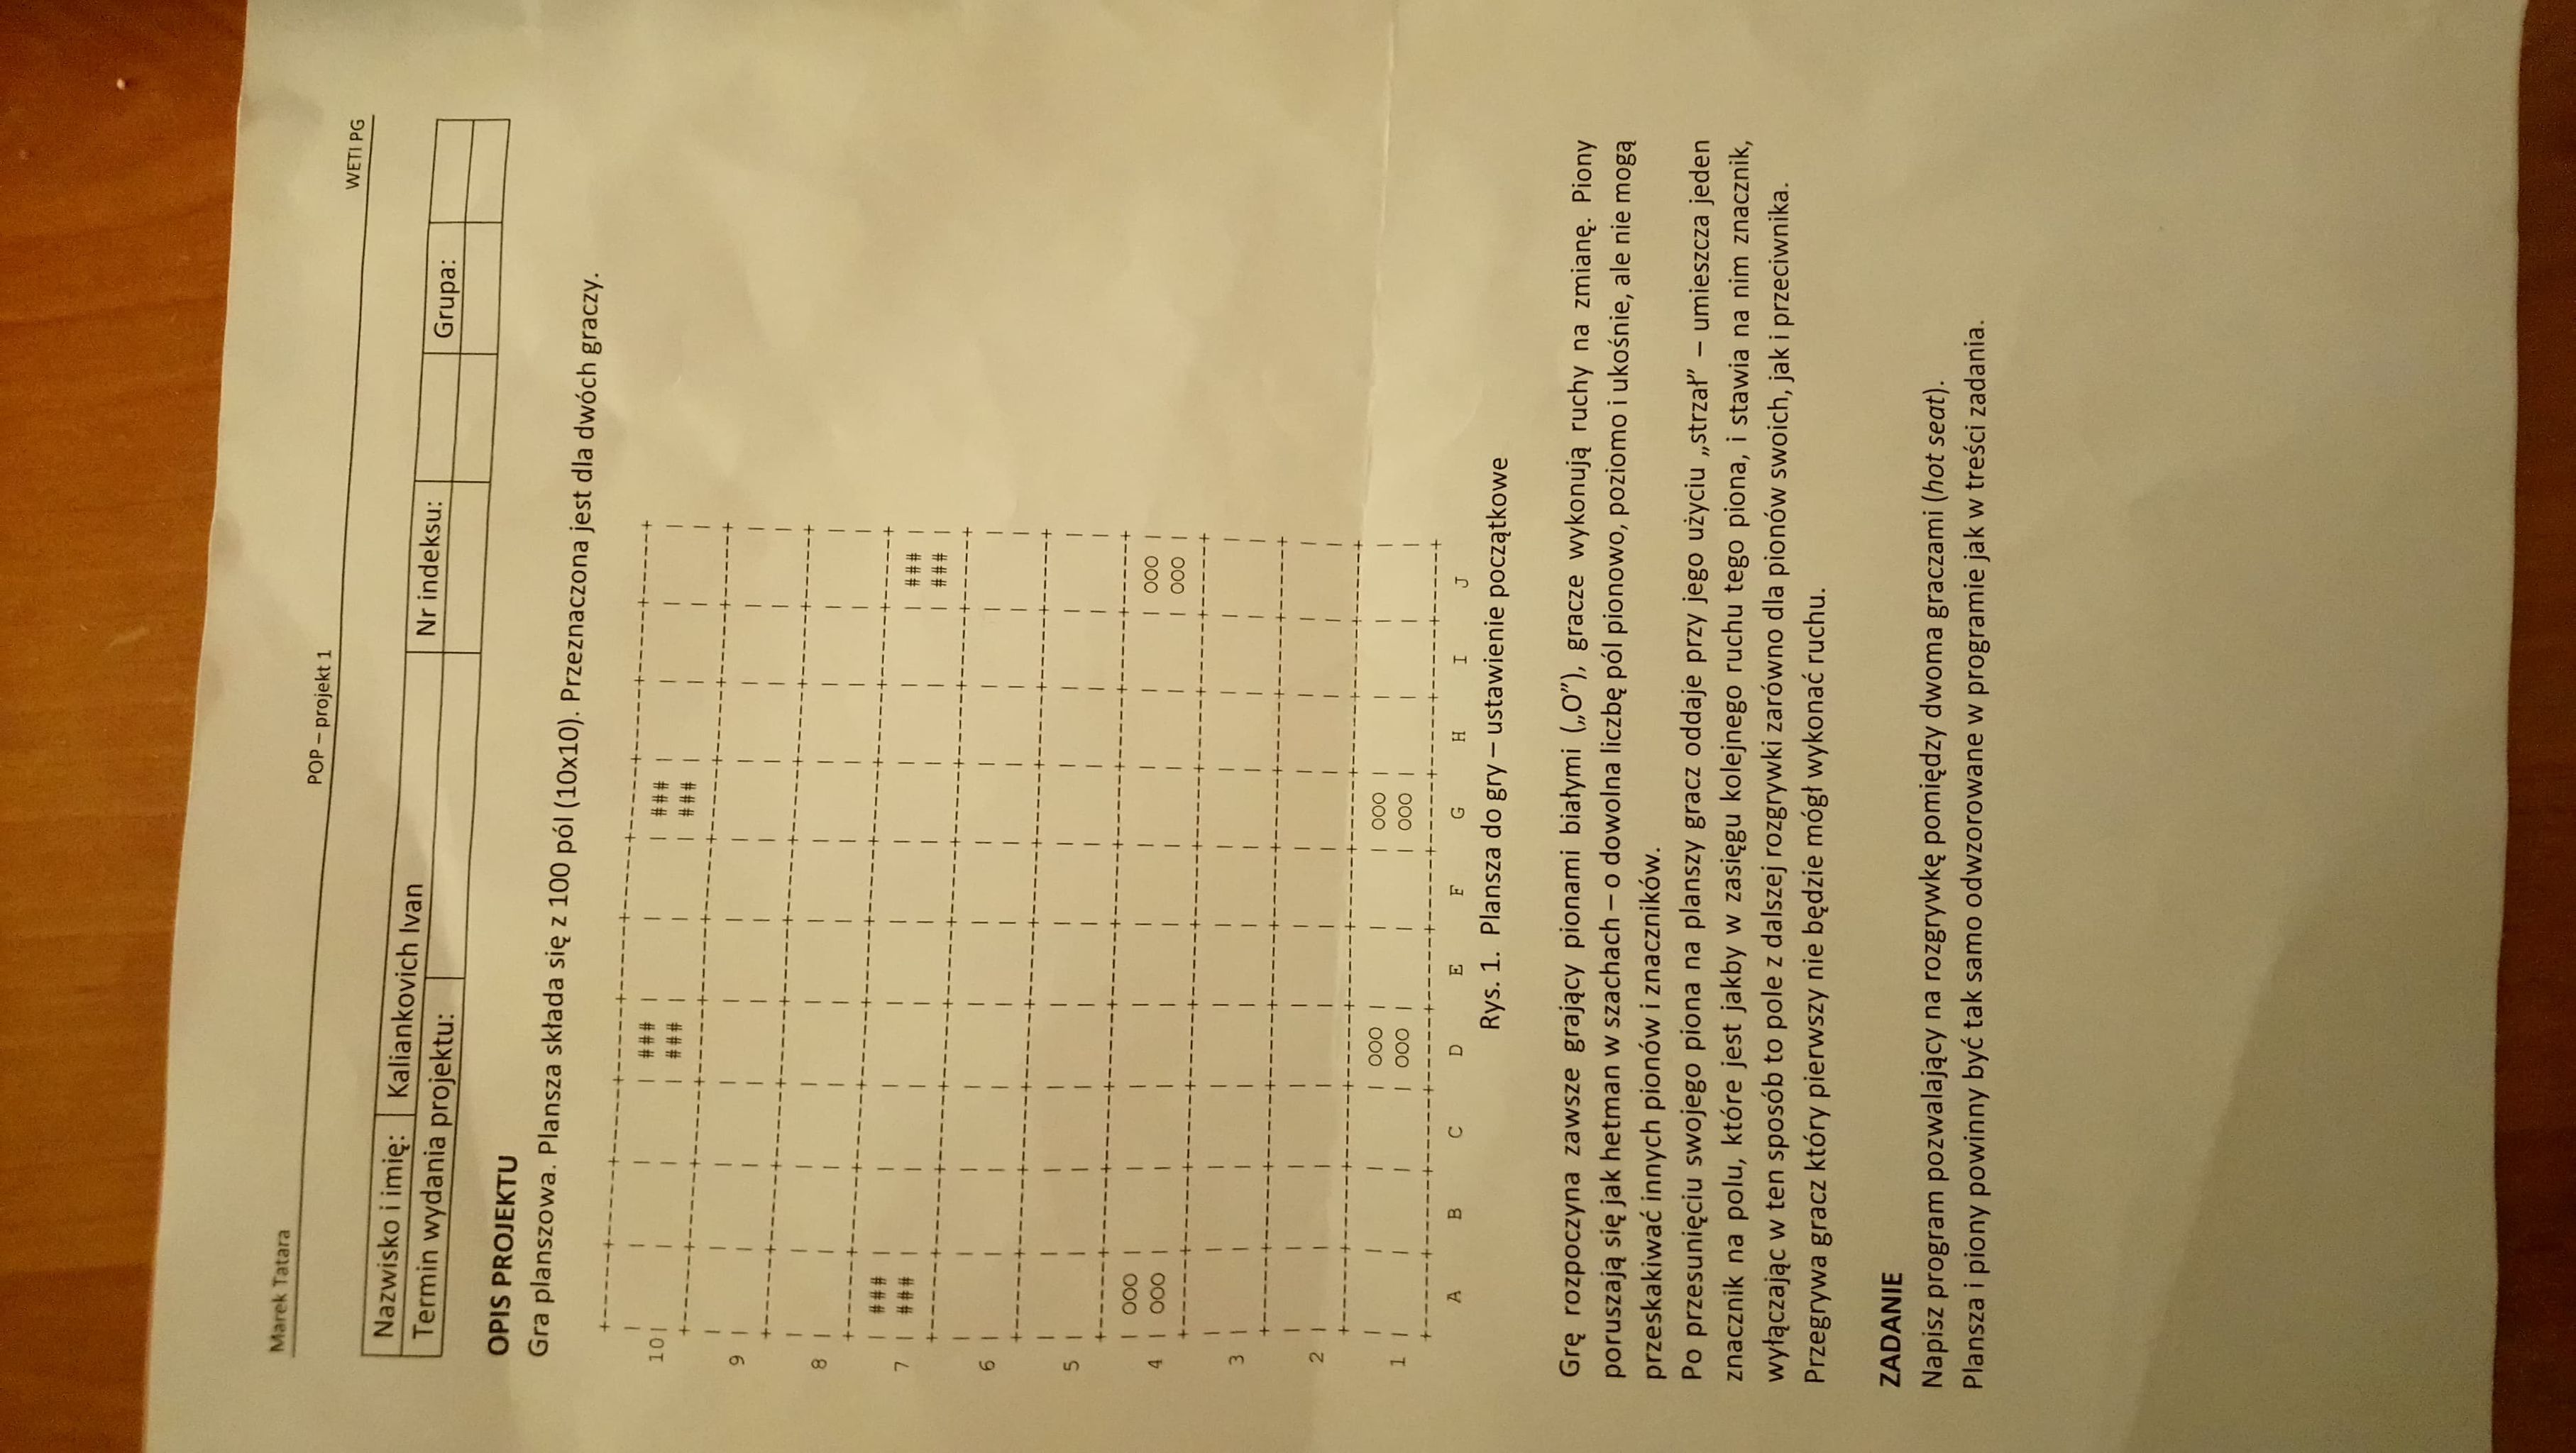 Marek Tatara
POP – projekt 1
WETI PG
Nazwisko i imię: Kaliankovich Ivan Nr indeksu: Grupa:
Termin wydania projektu:
OPIS PROJEKTU
Gra planszowa. Plansza składa się z 100 pól (10x10). Przeznaczona jest dla dwóch graczy.
   +-----+-----+-----+-----+-----+-----+-----+-----+-----+-----+
   |     |     |     | ### |     |     | ### |     |     |     |
10 |     |     |     | ### |     |     | ### |     |     |     |
   +-----+-----+-----+-----+-----+-----+-----+-----+-----+-----+
   |     |     |     |     |     |     |     |     |     |     |
 9 |     |     |     |     |     |     |     |     |     |     |
   +-----+-----+-----+-----+-----+-----+-----+-----+-----+-----+
   |     |     |     |     |     |     |     |     |     |     |
 8 |     |     |     |     |     |     |     |     |     |     |
   +-----+-----+-----+-----+-----+-----+-----+-----+-----+-----+
   | ### |     |     |     |     |     |     |     |     | ### |
 7 | ### |     |     |     |     |     |     |     |     | ### |
   +-----+-----+-----+-----+-----+-----+-----+-----+-----+-----+
   |     |     |     |     |     |     |     |     |     |     |
 6 |     |     |     |     |     |     |     |     |     |     |
   +-----+-----+-----+-----+-----+-----+-----+-----+-----+-----+
   |     |     |     |     |     |     |     |     |     |     |
 5 |     |     |     |     |     |     |     |     |     |     |
   +-----+-----+-----+-----+-----+-----+-----+-----+-----+-----+
   | OOO |     |     |     |     |     |     |     |     | OOO |
 4 | OOO |     |     |     |     |     |     |     |     | OOO |
   +-----+-----+-----+-----+-----+-----+-----+-----+-----+-----+
   |     |     |     |     |     |     |     |     |     |     |
 3 |     |     |     |     |     |     |     |     |     |     |
   +-----+-----+-----+-----+-----+-----+-----+-----+-----+-----+
   |     |     |     |     |     |     |     |     |     |     |
 2 |     |     |     |     |     |     |     |     |     |     |
   +-----+-----+-----+-----+-----+-----+-----+-----+-----+-----+
   |     |     |     | OOO |     |     | OOO |     |     |     |
 1 |     |     |     | OOO |     |     | OOO |     |     |     |
   +-----+-----+-----+-----+-----+-----+-----+-----+-----+-----+
      A     B     C     D     E     F     G     H     I     J
Rys. 1. Plansza do gry – ustawienie początkowe
Grę rozpoczyna zawsze grający pionami białymi („O”), gracze wykonują ruchy na zmianę. Piony
poruszają się jak hetman w szachach – o dowolna liczbę pól pionowo, poziomo i ukośnie, ale nie mogą
przeskakiwać innych pionów i znaczników.
Po przesunięciu swojego piona na planszy gracz oddaje przy jego użyciu „strzał” – umieszcza jeden
znacznik na polu, które jest jakby w zasięgu kolejnego ruchu tego piona, i stawia na nim znacznik,
wyłączając w ten sposób to pole z dalszej rozgrywki zarówno dla pionów swoich, jak i przeciwnika.
Przegrywa gracz który pierwszy nie będzie mógł wykonać ruchu.
ZADANIE
Napisz program pozwalający na rozgrywkę pomiędzy dwoma graczami (hot seat).
Plansza i piony powinny być tak samo odwzorowane w programie jak w treści zadania.